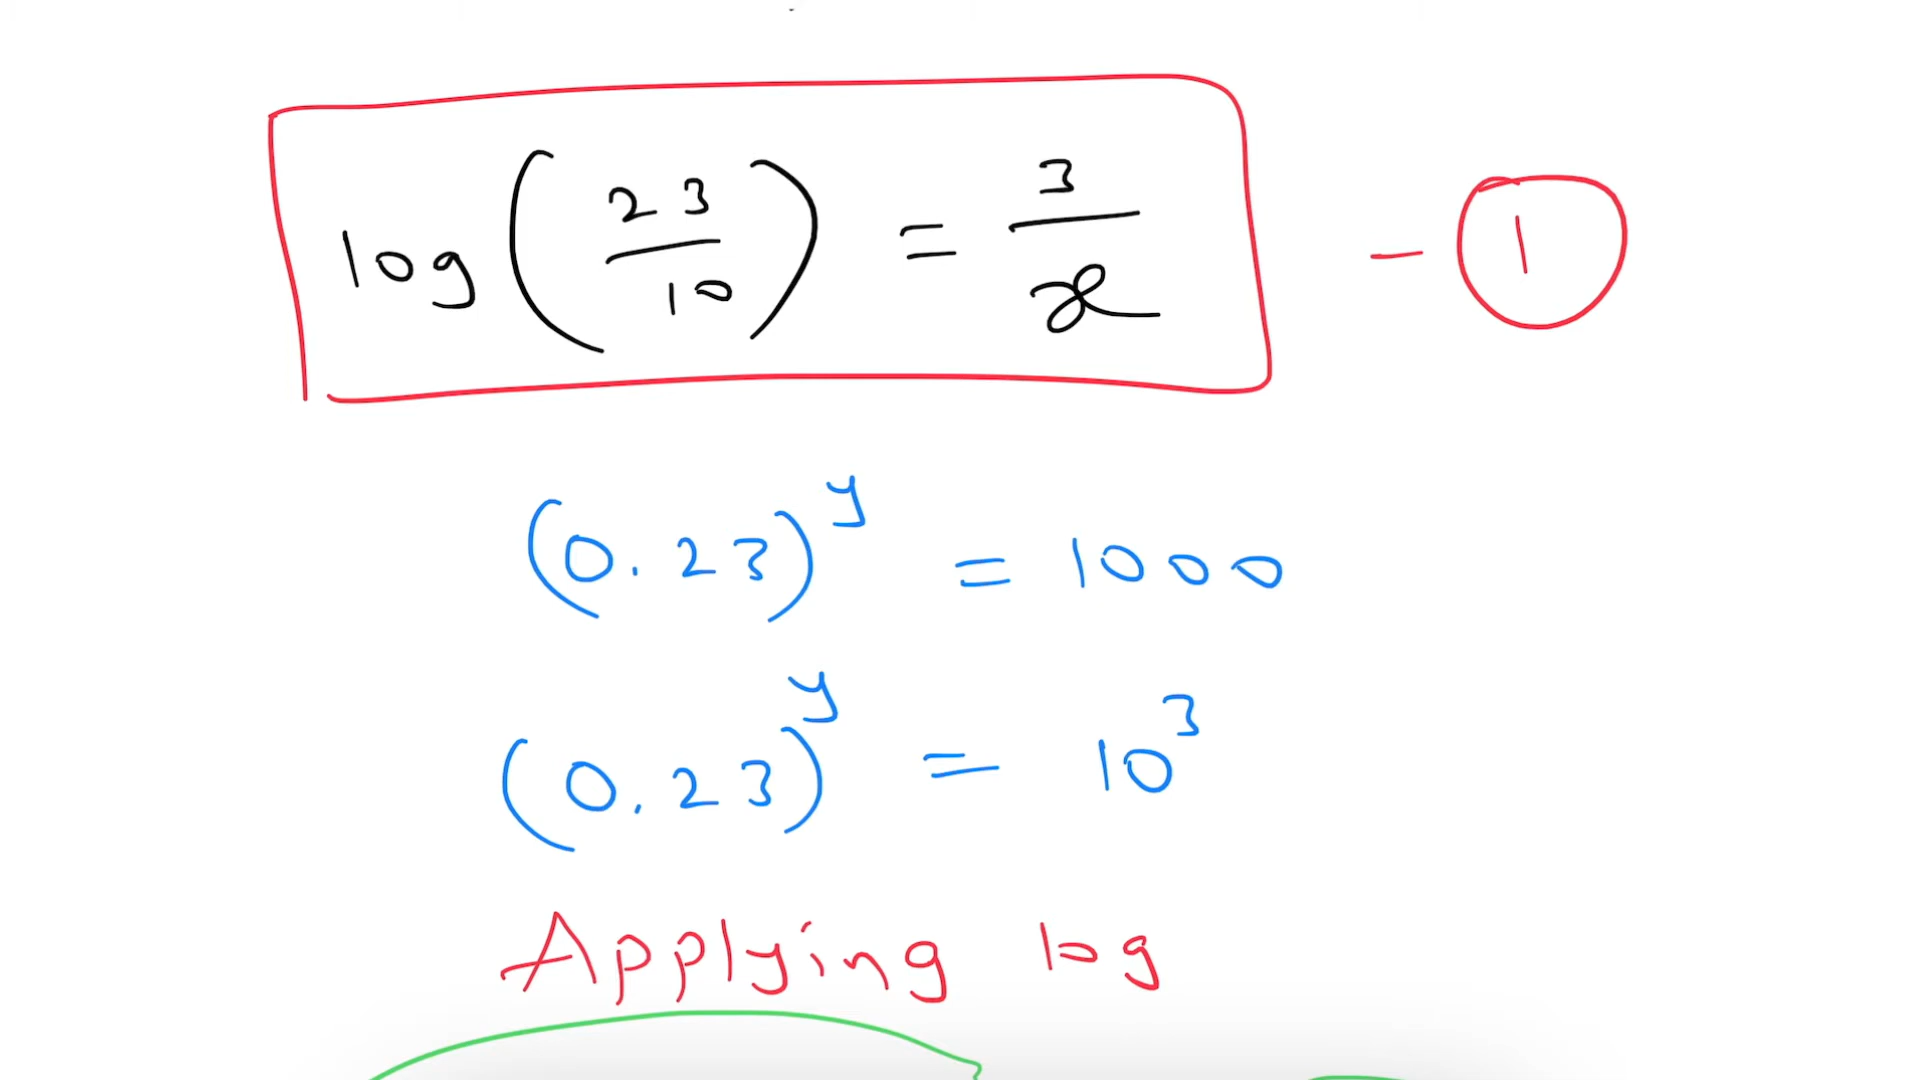 log(23/10) = 3/x - 1
(0.23)^y = 1000
(0.23)^y = 10^3
Applying log